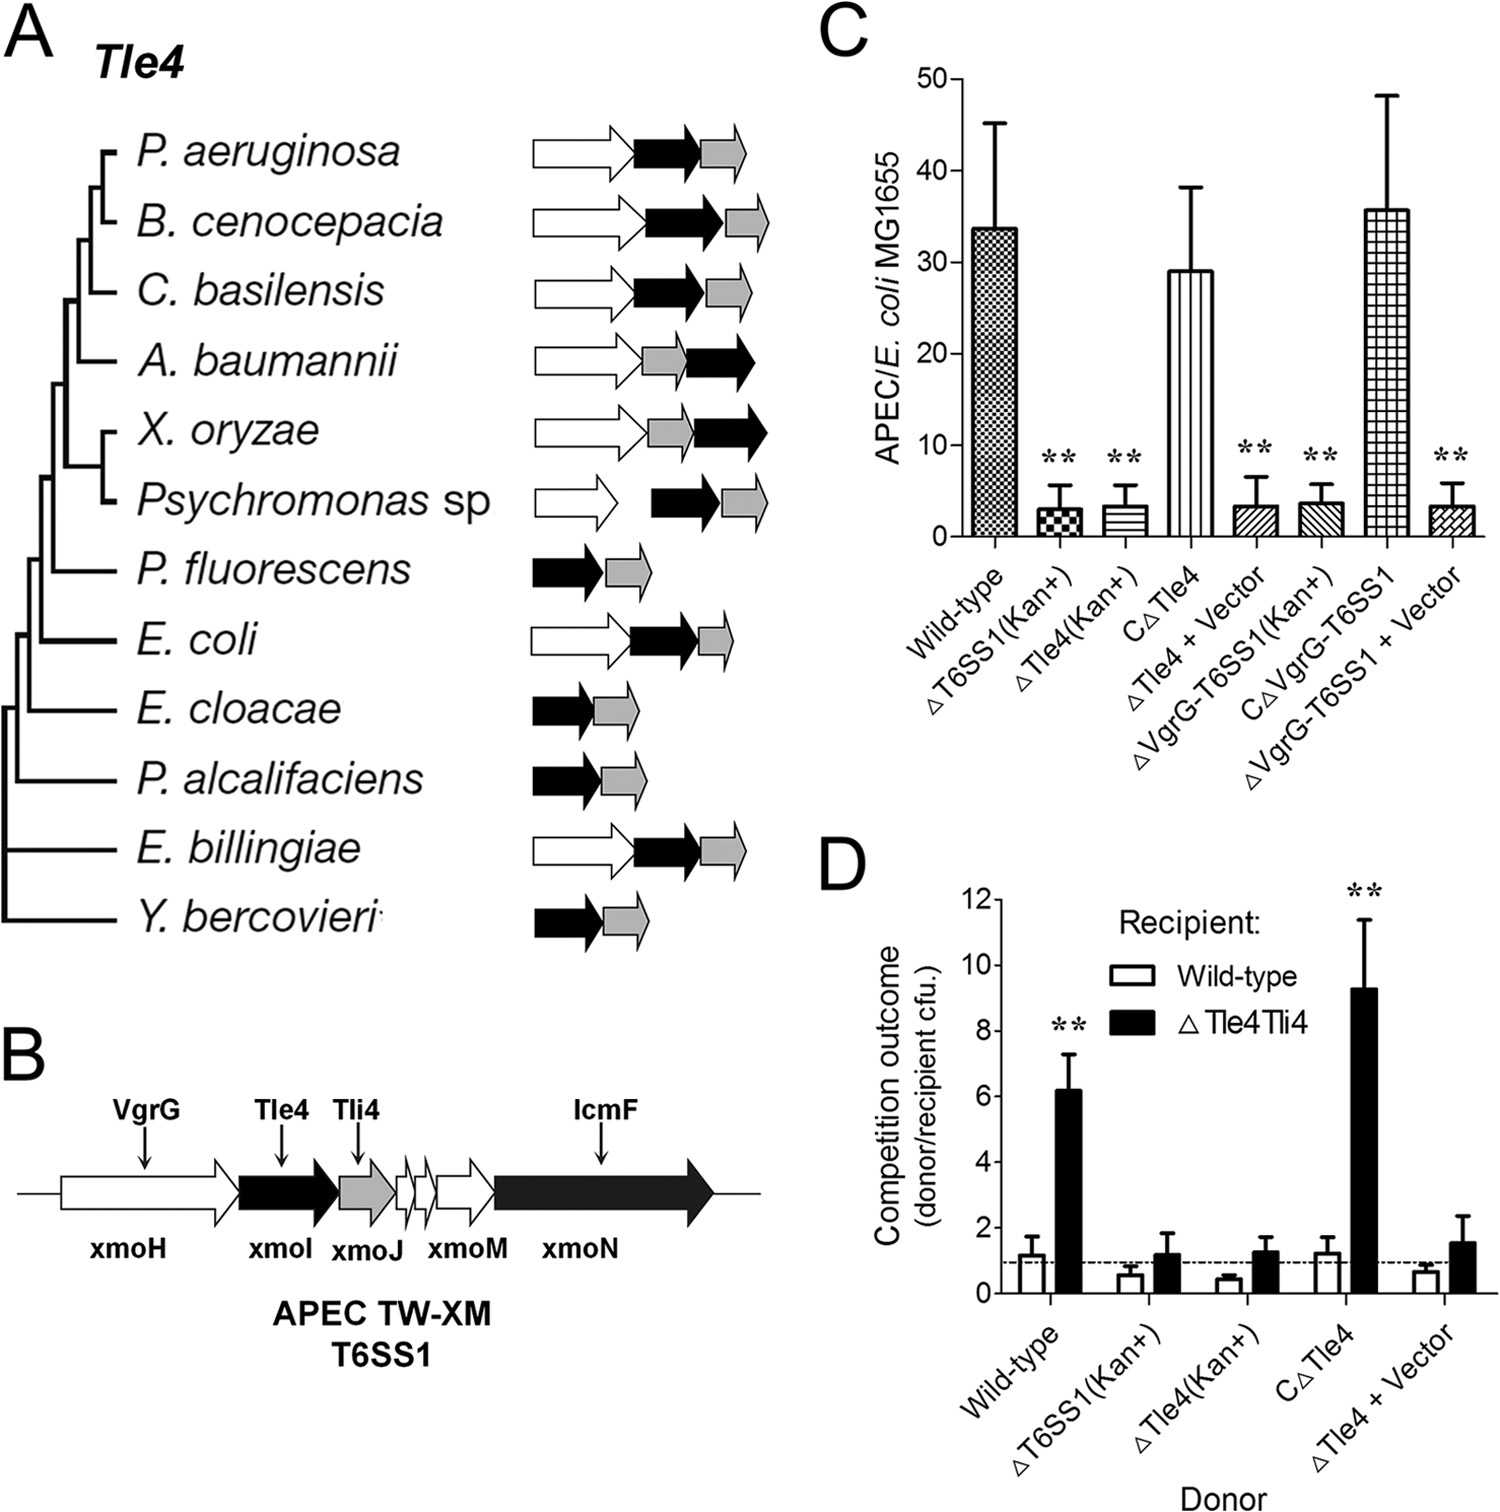 A
Tle4
P. aeruginosa
B. cenocepacia
C. basilensis
A. baumannii
X. oryzae
Psychromonas sp
P. fluorescens
E. coli
E. cloacae
P. alcalifaciens
E. billingiae
Y. bercovieri
B
VgrG
Tle4
Tli4
IcmF
xmoH
xmoI
xmoJ
xmoM
xmoN
APEC TW-XM
T6SS1
C
APEC/E. coli MG1655
50
40
30
20
10
0
**
**
**
**
**
Wild-type
△T6SS1(Kan+)
△Tle4(Kan+)
C△Tle4
△Tle4 + Vector
△VgrG-T6SS1(Kan+)
C△VgrG-T6SS1
△VgrG-T6SS1 + Vector
D
Competition outcome
(donor/recipient cfu.)
12
10
8
6
4
2
0
Recipient:
Wild-type
△ Tle4Tli4
**
**
Wild-type
△T6SS1(Kan+)
△Tle4(Kan+)
C△Tle4
△Tle4 + Vector
Donor